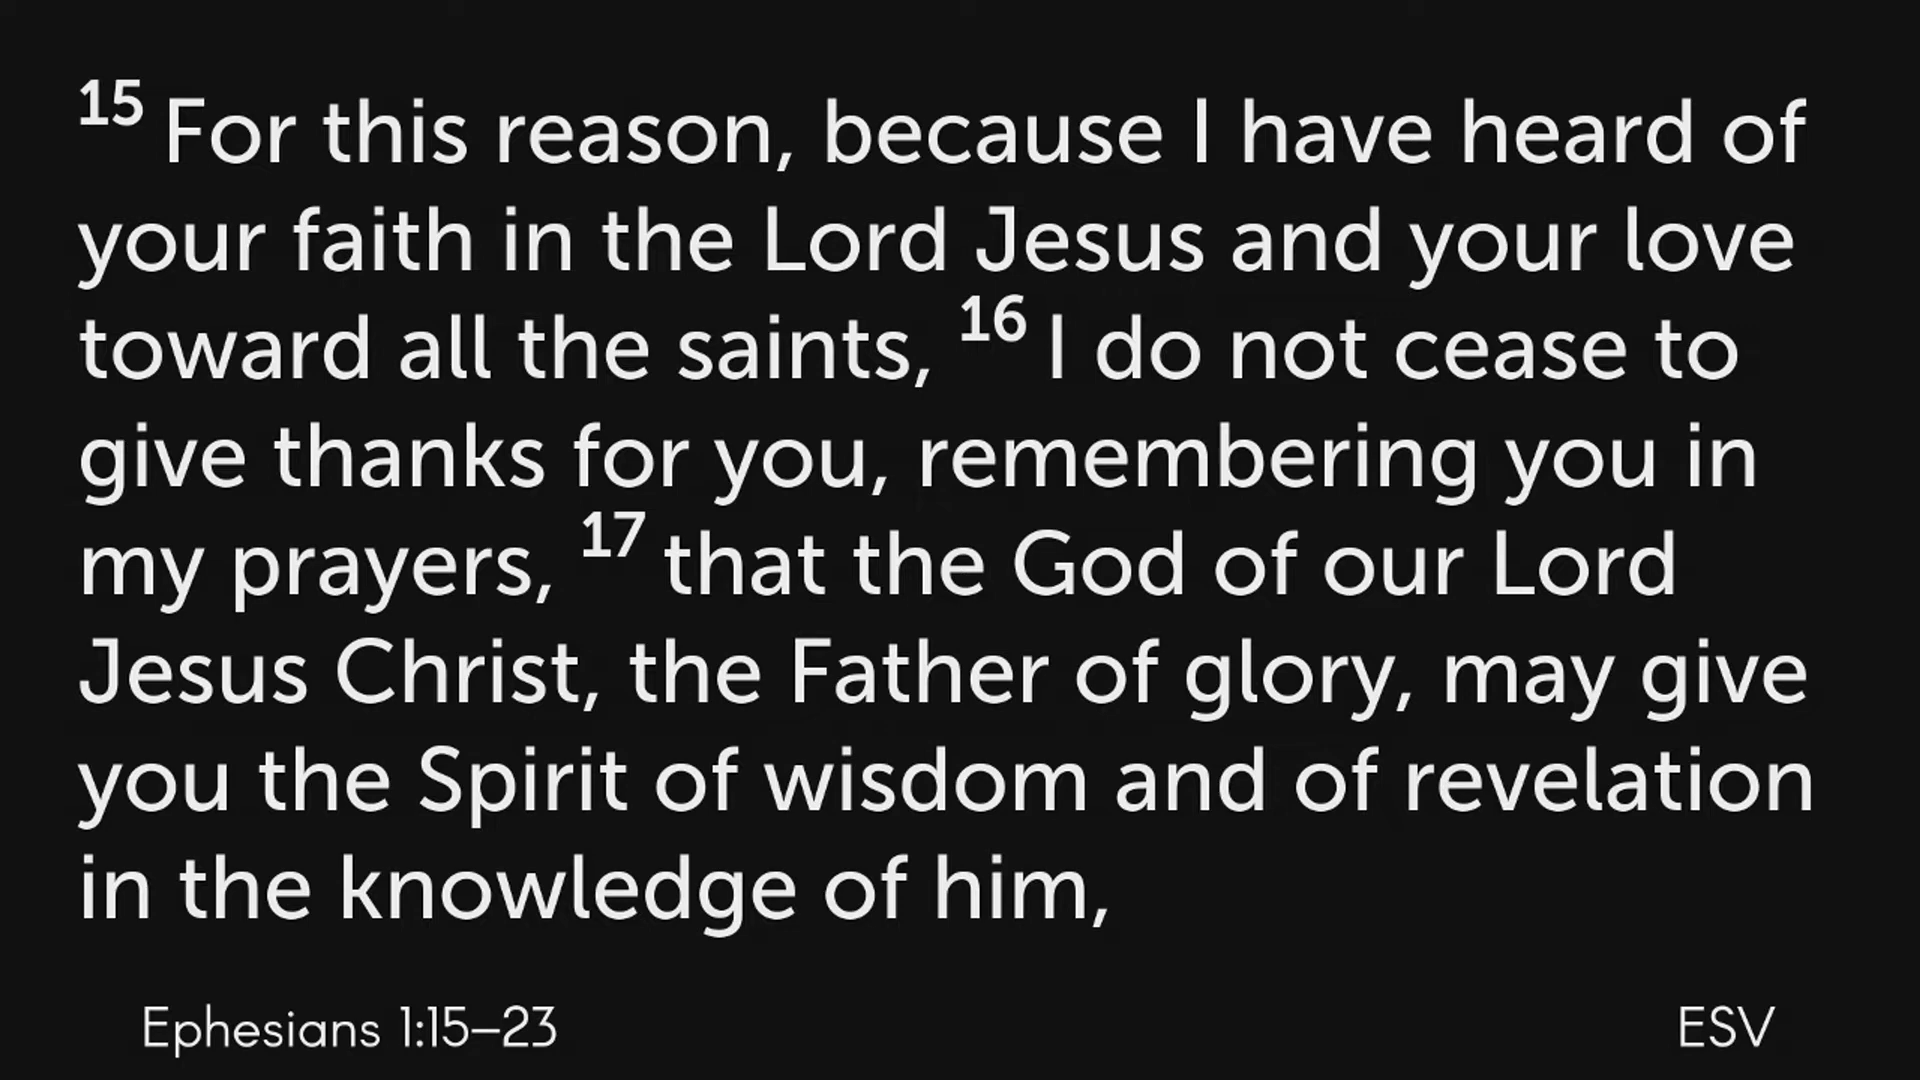 15 For this reason, because I have heard of
your faith in the Lord Jesus and your love
toward all the saints, 16 I do not cease to
give thanks for you, remembering you in
my prayers, 17 that the God of our Lord
Jesus Christ, the Father of glory, may give
you the Spirit of wisdom and of revelation
in the knowledge of him,
Ephesians 1:15–23
ESV